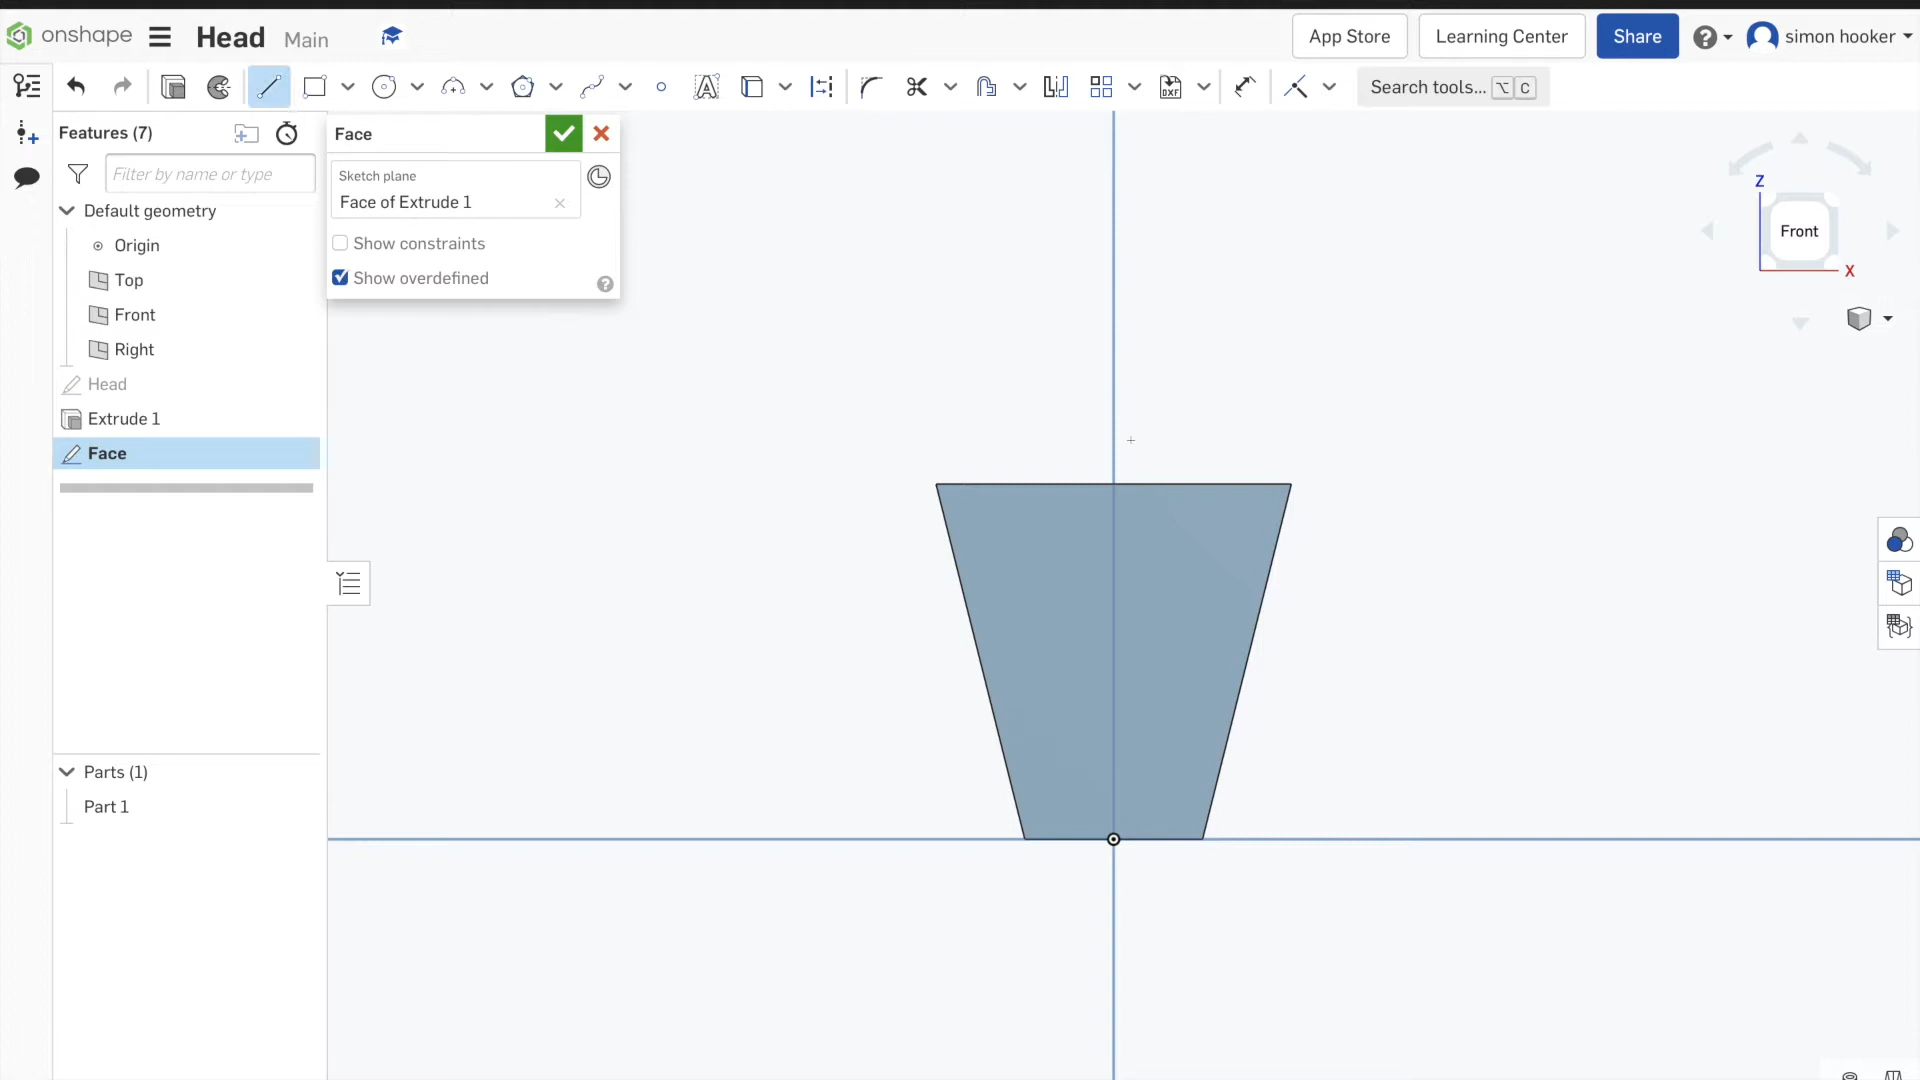 onshape
Head Main
App Store
Learning Center
Share
?
simon hooker
DXF
Search tools... ⌥ C
Features (7)
Filter by name or type
Default geometry
Origin
Top
Front
Right
Head
Extrude 1
Face
Parts (1)
Part 1
Face
Sketch plane
Face of Extrude 1
Show constraints
Show overdefined
?
Z
Front
X